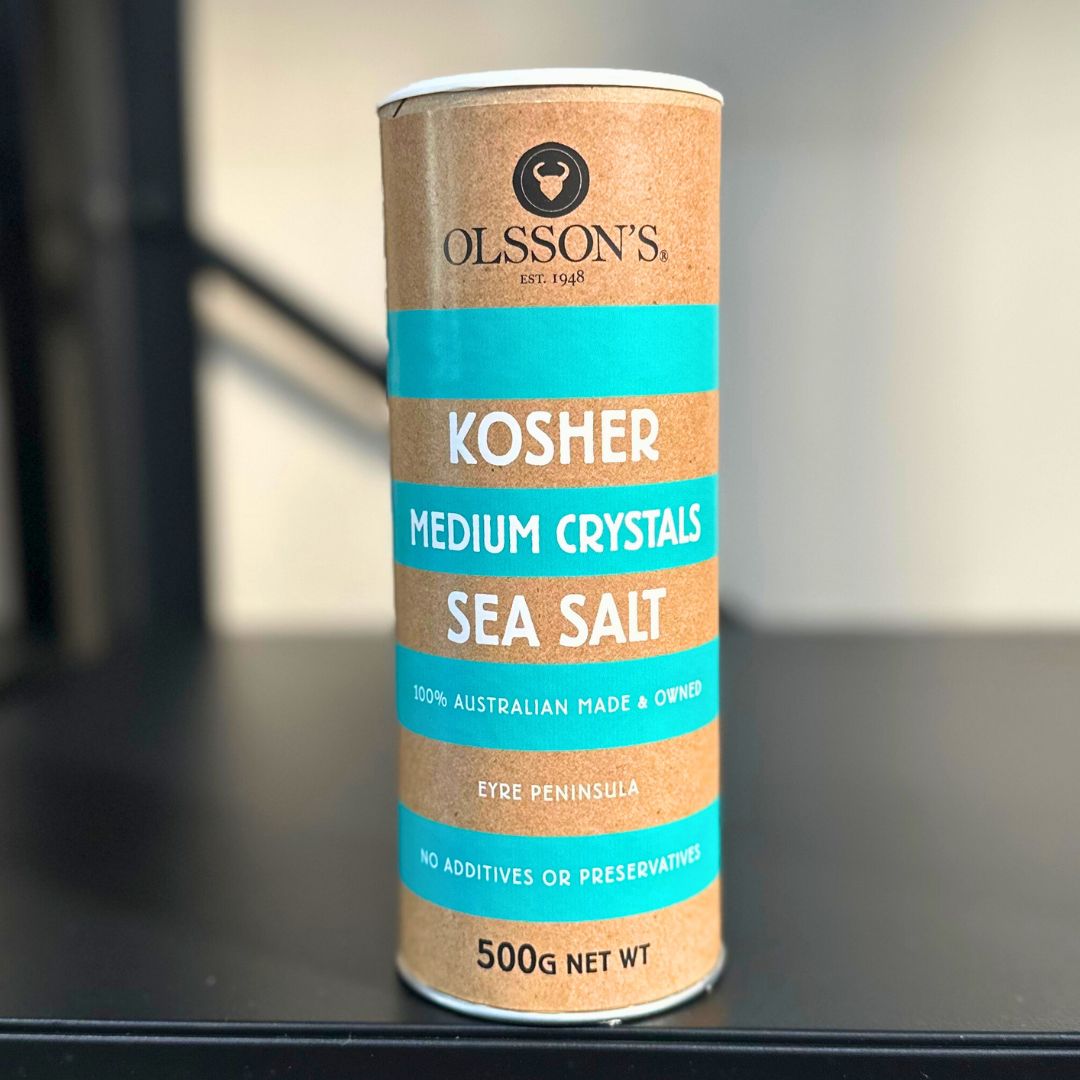 OLSSON'S®
EST. 1948
KOSHER
MEDIUM CRYSTALS
SEA SALT
100% AUSTRALIAN MADE & OWNED
EYRE PENINSULA
NO ADDITIVES OR PRESERVATIVES
500G NET WT